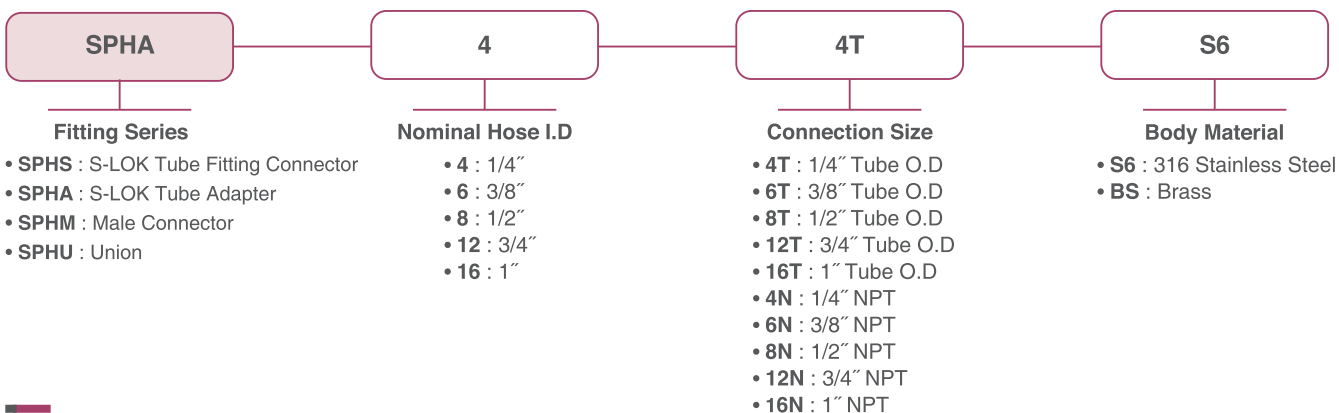 SPHA
4
4T
S6
Fitting Series
• SPHS : S-LOK Tube Fitting Connector
• SPHA : S-LOK Tube Adapter
• SPHM : Male Connector
• SPHU : Union
Nominal Hose I.D
• 4 : 1/4˝
• 6 : 3/8˝
• 8 : 1/2˝
• 12 : 3/4˝
• 16 : 1˝
Connection Size
• 4T : 1/4˝ Tube O.D
• 6T : 3/8˝ Tube O.D
• 8T : 1/2˝ Tube O.D
• 12T : 3/4˝ Tube O.D
• 16T : 1˝ Tube O.D
• 4N : 1/4˝ NPT
• 6N : 3/8˝ NPT
• 8N : 1/2˝ NPT
• 12N : 3/4˝ NPT
• 16N : 1˝ NPT
Body Material
• S6 : 316 Stainless Steel
• BS : Brass